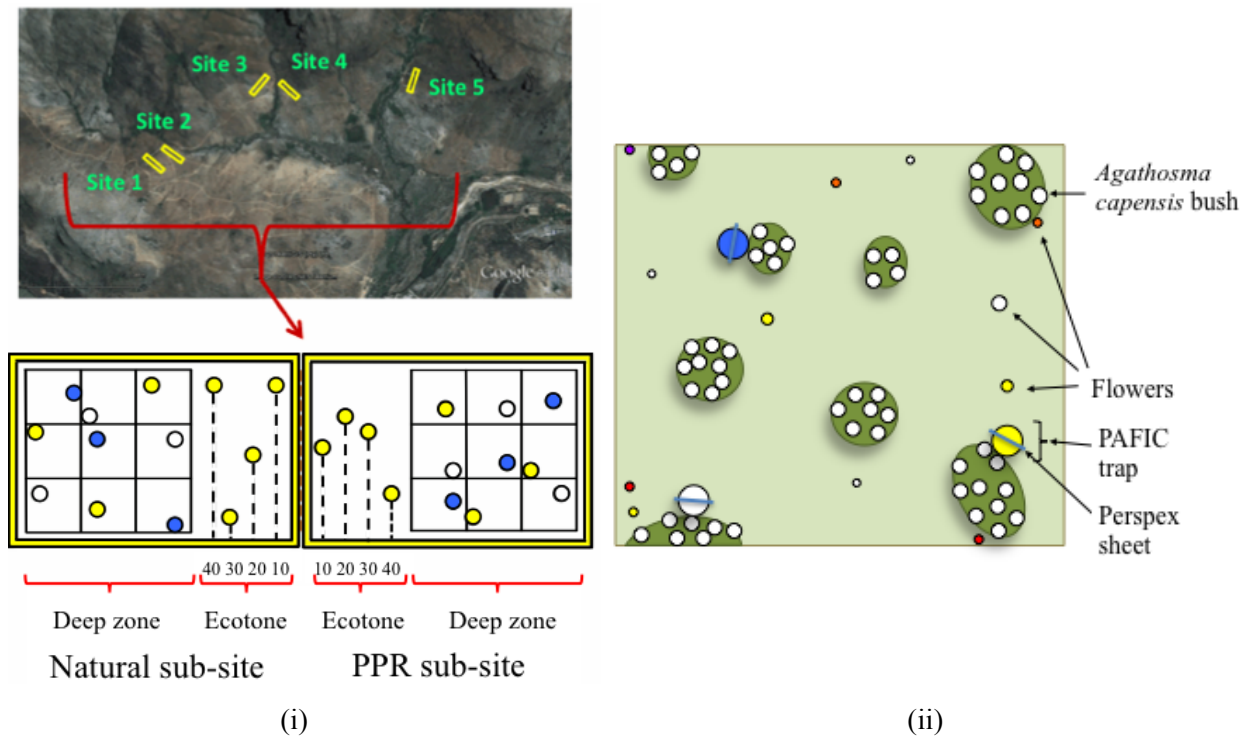 Site 3
Site 4
Site 5
Site 2
Site 1
Google
40 30 20 10
10 20 30 40
Deep zone
Ecotone
Ecotone
Deep zone
Natural sub-site
PPR sub-site
(i)
Agathosma
capensis bush
Flowers
PAFIC
trap
Perspex
sheet
(ii)